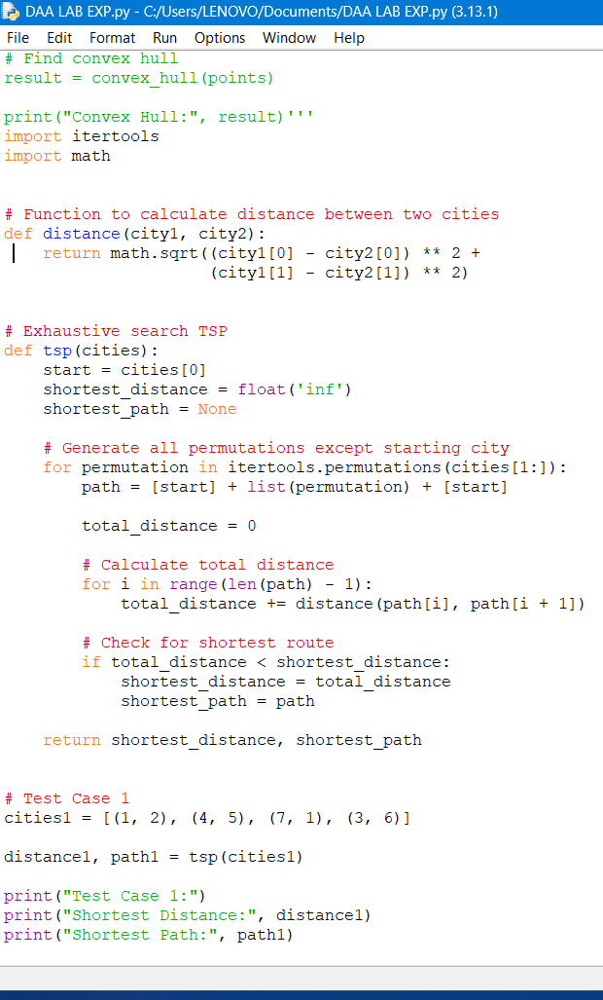 DAA LAB EXP.py - C:/Users/LENOVO/Documents/DAA LAB EXP.py (3.13.1)
File Edit Format Run Options Window Help
# Find convex hull
result = convex_hull(points)

print("Convex Hull:", result)'''
import itertools
import math


# Function to calculate distance between two cities
def distance(city1, city2):
    return math.sqrt((city1[0] - city2[0]) ** 2 +
                     (city1[1] - city2[1]) ** 2)


# Exhaustive search TSP
def tsp(cities):
    start = cities[0]
    shortest_distance = float('inf')
    shortest_path = None

    # Generate all permutations except starting city
    for permutation in itertools.permutations(cities[1:]):
        path = [start] + list(permutation) + [start]

        total_distance = 0

        # Calculate total distance
        for i in range(len(path) - 1):
            total_distance += distance(path[i], path[i + 1])

        # Check for shortest route
        if total_distance < shortest_distance:
            shortest_distance = total_distance
            shortest_path = path

    return shortest_distance, shortest_path


# Test Case 1
cities1 = [(1, 2), (4, 5), (7, 1), (3, 6)]

distance1, path1 = tsp(cities1)

print("Test Case 1:")
print("Shortest Distance:", distance1)
print("Shortest Path:", path1)